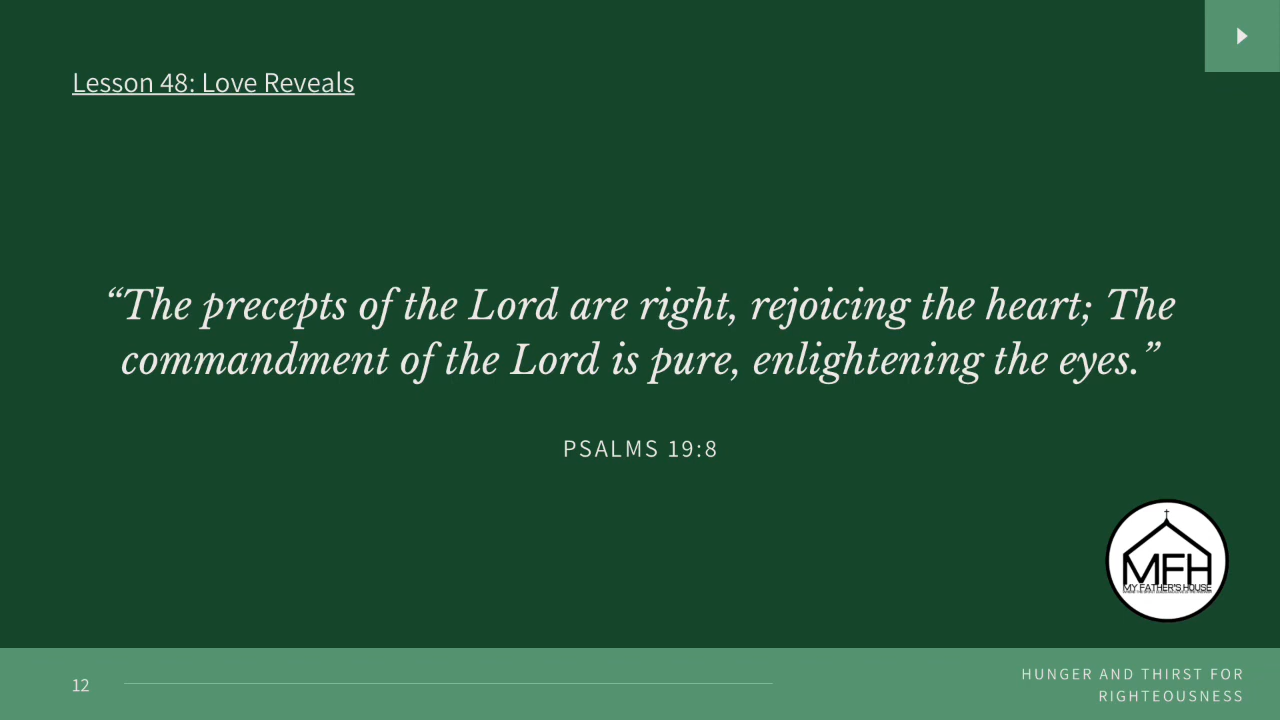 Lesson 48: Love Reveals
“The precepts of the Lord are right, rejoicing the heart; The
commandment of the Lord is pure, enlightening the eyes.”
PSALMS 19:8
MFH
MY FATHER'S HOUSE
12
HUNGER AND THIRST FOR
RIGHTEOUSNESS